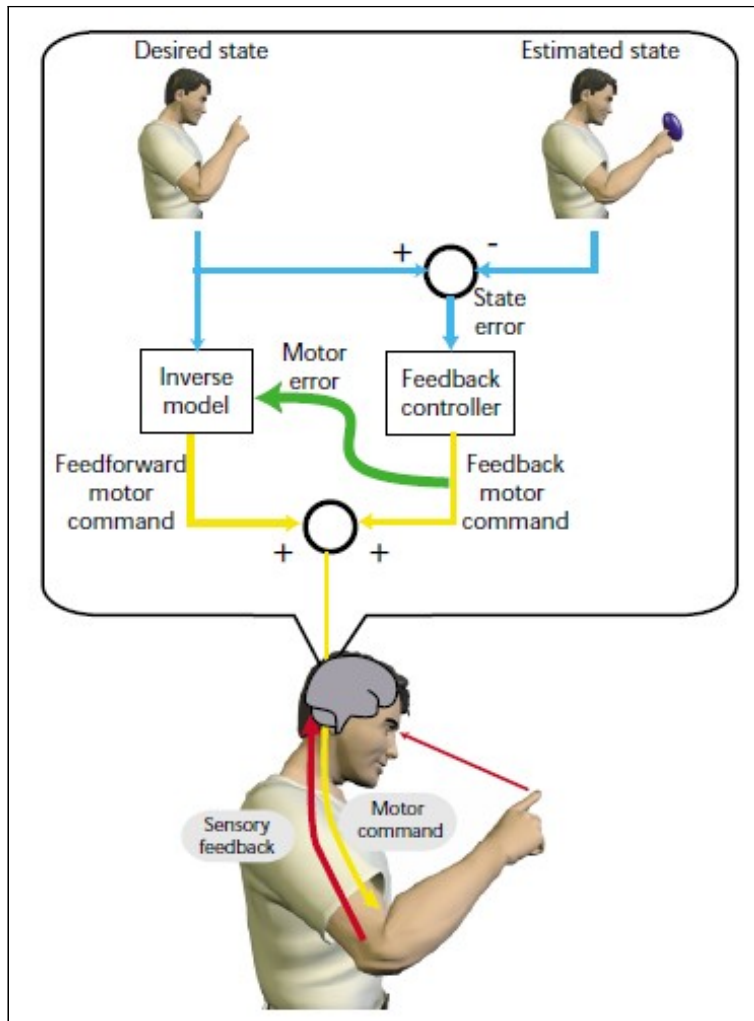 Desired state
Estimated state
+
-
State
error
Motor
error
Inverse
model
Feedback
controller
Feedforward
motor
command
Feedback
motor
command
+
+
Sensory
feedback
Motor
command